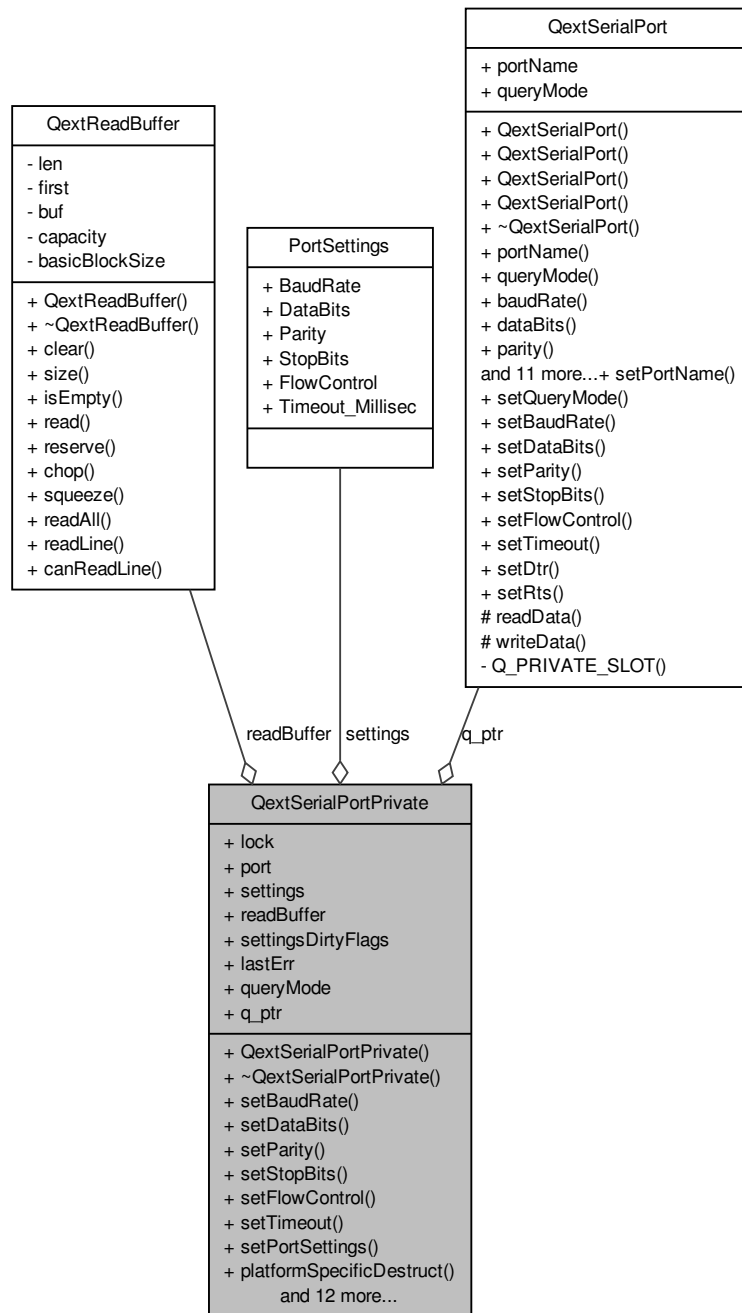 QextSerialPort
+ portName
+ queryMode
+ QextSerialPort()
+ QextSerialPort()
+ QextSerialPort()
+ QextSerialPort()
+ ~QextSerialPort()
+ portName()
+ queryMode()
+ baudRate()
+ dataBits()
+ parity()
and 11 more...+ setPortName()
+ setQueryMode()
+ setBaudRate()
+ setDataBits()
+ setParity()
+ setStopBits()
+ setFlowControl()
+ setTimeout()
+ setDtr()
+ setRts()
# readData()
# writeData()
- Q_PRIVATE_SLOT()
QextReadBuffer
- len
- first
- buf
- capacity
- basicBlockSize
+ QextReadBuffer()
+ ~QextReadBuffer()
+ clear()
+ size()
+ isEmpty()
+ read()
+ reserve()
+ chop()
+ squeeze()
+ readAll()
+ readLine()
+ canReadLine()
PortSettings
+ BaudRate
+ DataBits
+ Parity
+ StopBits
+ FlowControl
+ Timeout_Millisec
readBuffer
settings
q_ptr
QextSerialPortPrivate
+ lock
+ port
+ settings
+ readBuffer
+ settingsDirtyFlags
+ lastErr
+ queryMode
+ q_ptr
+ QextSerialPortPrivate()
+ ~QextSerialPortPrivate()
+ setBaudRate()
+ setDataBits()
+ setParity()
+ setStopBits()
+ setFlowControl()
+ setTimeout()
+ setPortSettings()
+ platformSpecificDestruct()
and 12 more...